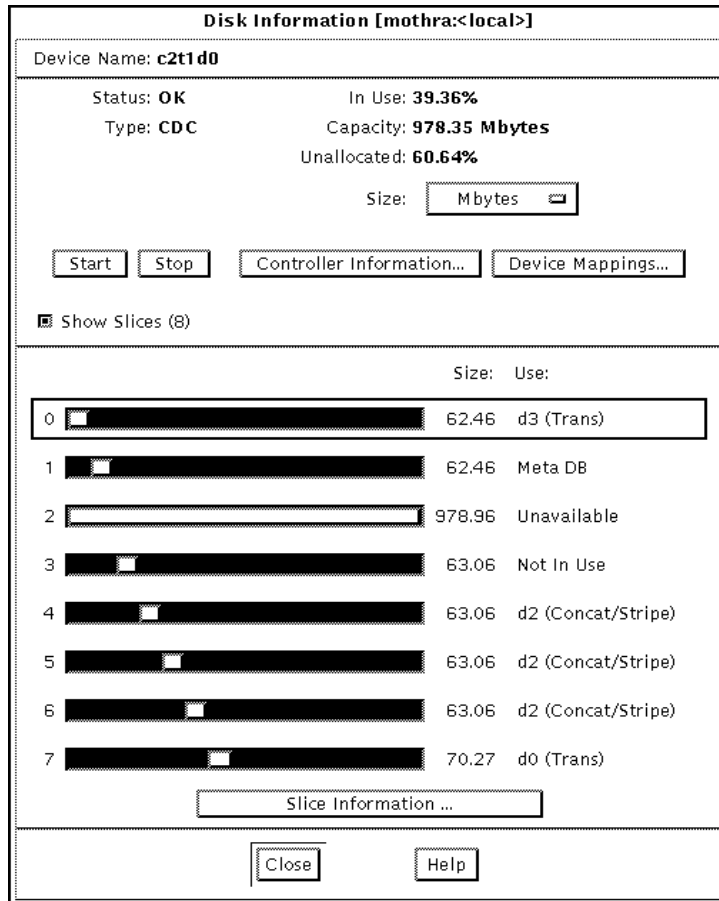 Disk Information [mothra:<local>]
Device Name: c2t1d0
Status: OK In Use: 39.36%
Type: CDC Capacity: 978.35 Mbytes
Unallocated: 60.64%
Size: Mbytes
Start Stop Controller Information... Device Mappings...
Show Slices (8)
Size: Use:
0 62.46 d3 (Trans)
1 62.46 Meta DB
2 978.96 Unavailable
3 63.06 Not In Use
4 63.06 d2 (Concat/Stripe)
5 63.06 d2 (Concat/Stripe)
6 63.06 d2 (Concat/Stripe)
7 70.27 d0 (Trans)
Slice Information ...
Close Help